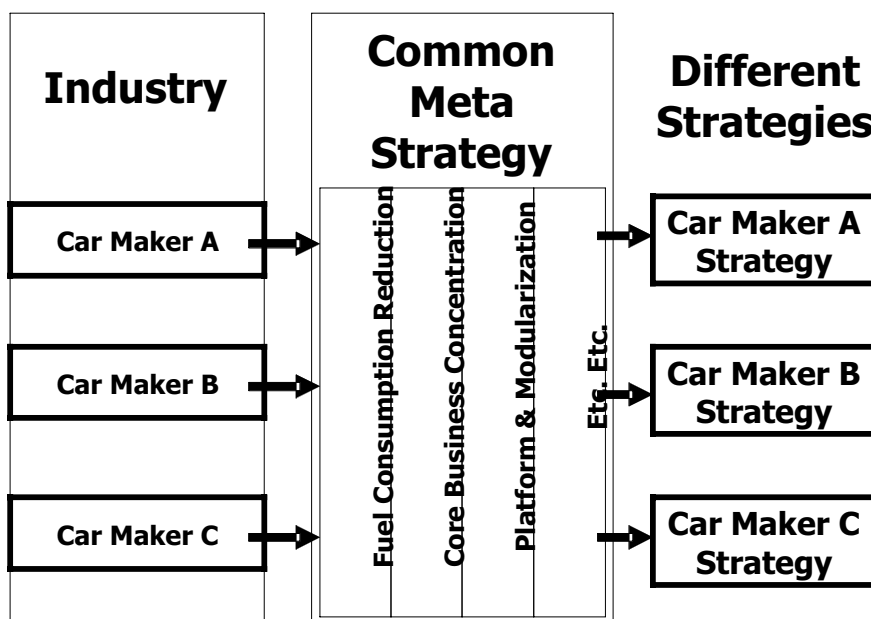 Industry
Car Maker A
Car Maker B
Car Maker C
Common
Meta
Strategy
Fuel Consumption Reduction
Core Business Concentration
Platform & Modularization
Etc. Etc.
Different
Strategies
Car Maker A
Strategy
Car Maker B
Strategy
Car Maker C
Strategy